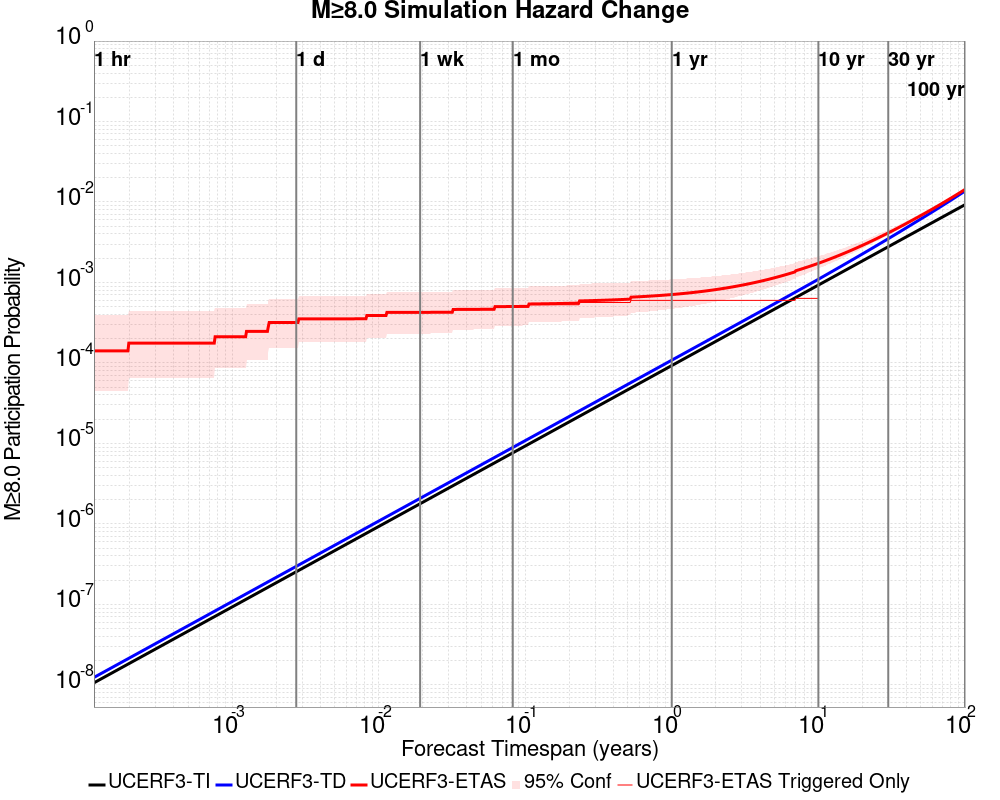 M≥8.0 Simulation Hazard Change
10^0
1 hr 1 d 1 wk 1 mo 1 yr 10 yr 30 yr
100 yr
10^-1
10^-2
10^-3
10^-4
10^-5
10^-6
10^-7
10^-8
M≥8.0 Participation Probability
10^-3 10^-2 10^-1 10^0 10^1 10^2
Forecast Timespan (years)
UCERF3-TI UCERF3-TD UCERF3-ETAS 95% Conf UCERF3-ETAS Triggered Only